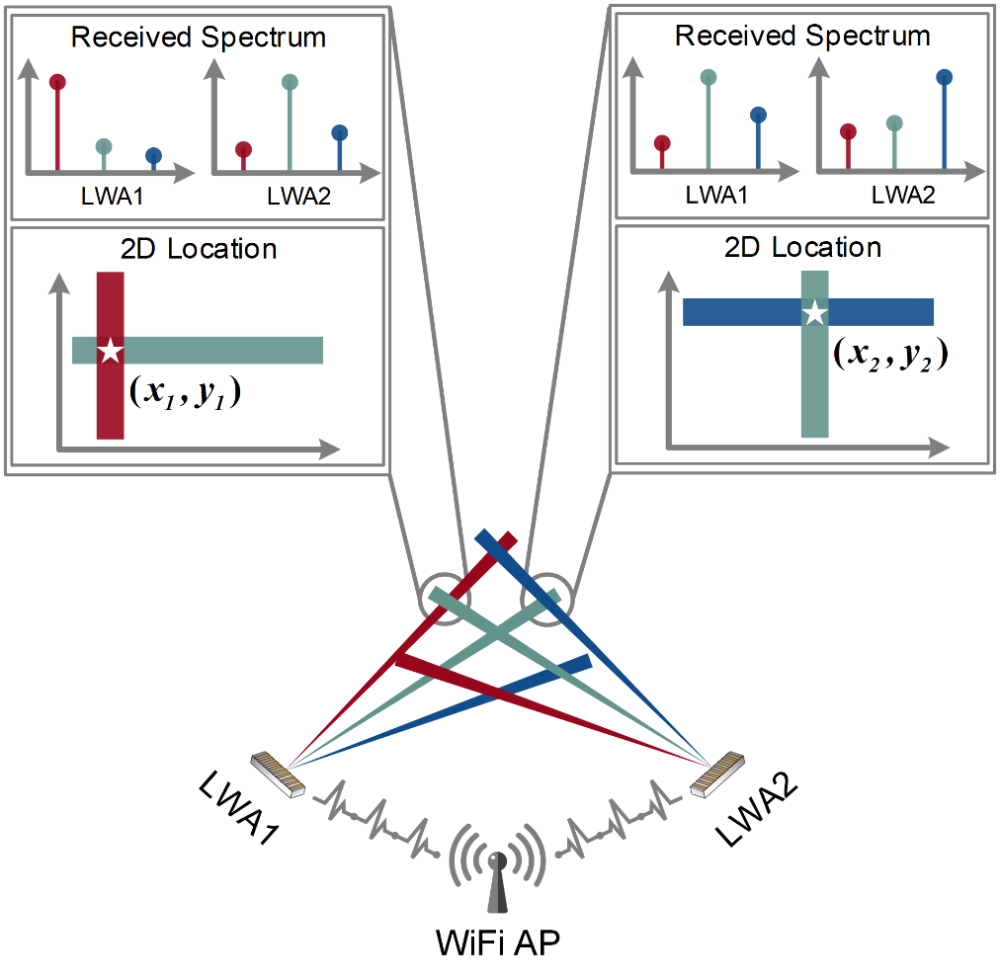 Received Spectrum
LWA1
LWA2
2D Location
(x1, y1)
Received Spectrum
LWA1
LWA2
2D Location
(x2, y2)
LWA1
LWA2
WiFi AP